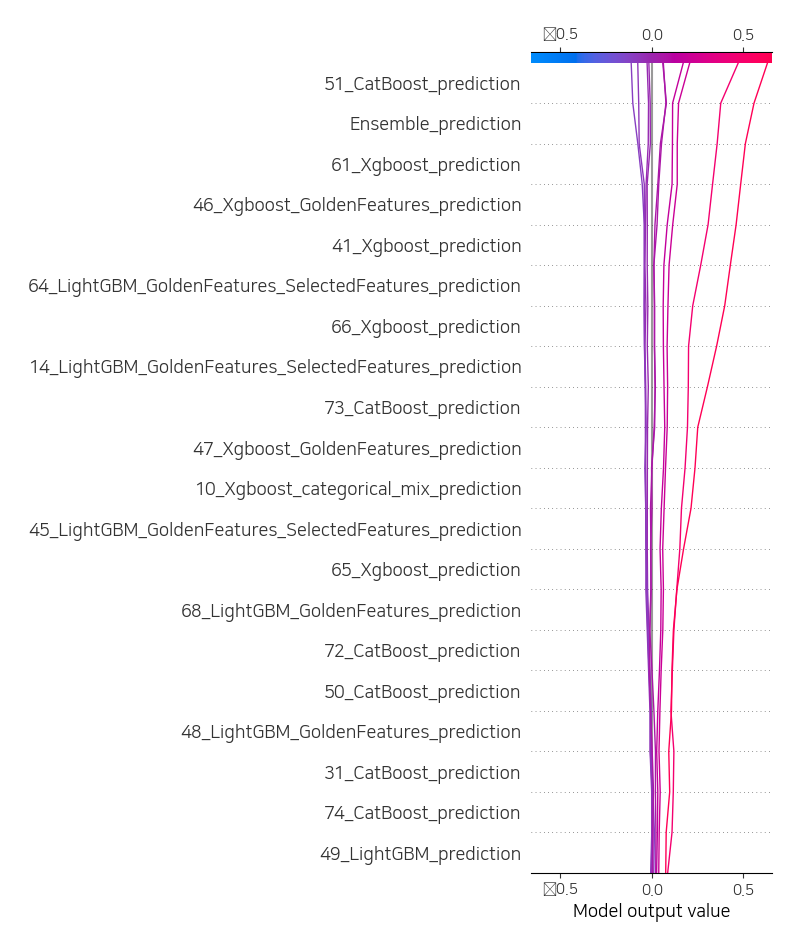 0.5 0.0 0.5
51_CatBoost_prediction
Ensemble_prediction
61_Xgboost_prediction
46_Xgboost_GoldenFeatures_prediction
41_Xgboost_prediction
64_LightGBM_GoldenFeatures_SelectedFeatures_prediction
66_Xgboost_prediction
14_LightGBM_GoldenFeatures_SelectedFeatures_prediction
73_CatBoost_prediction
47_Xgboost_GoldenFeatures_prediction
10_Xgboost_categorical_mix_prediction
45_LightGBM_GoldenFeatures_SelectedFeatures_prediction
65_Xgboost_prediction
68_LightGBM_GoldenFeatures_prediction
72_CatBoost_prediction
50_CatBoost_prediction
48_LightGBM_GoldenFeatures_prediction
31_CatBoost_prediction
74_CatBoost_prediction
49_LightGBM_prediction
0.5 0.0 0.5
Model output value